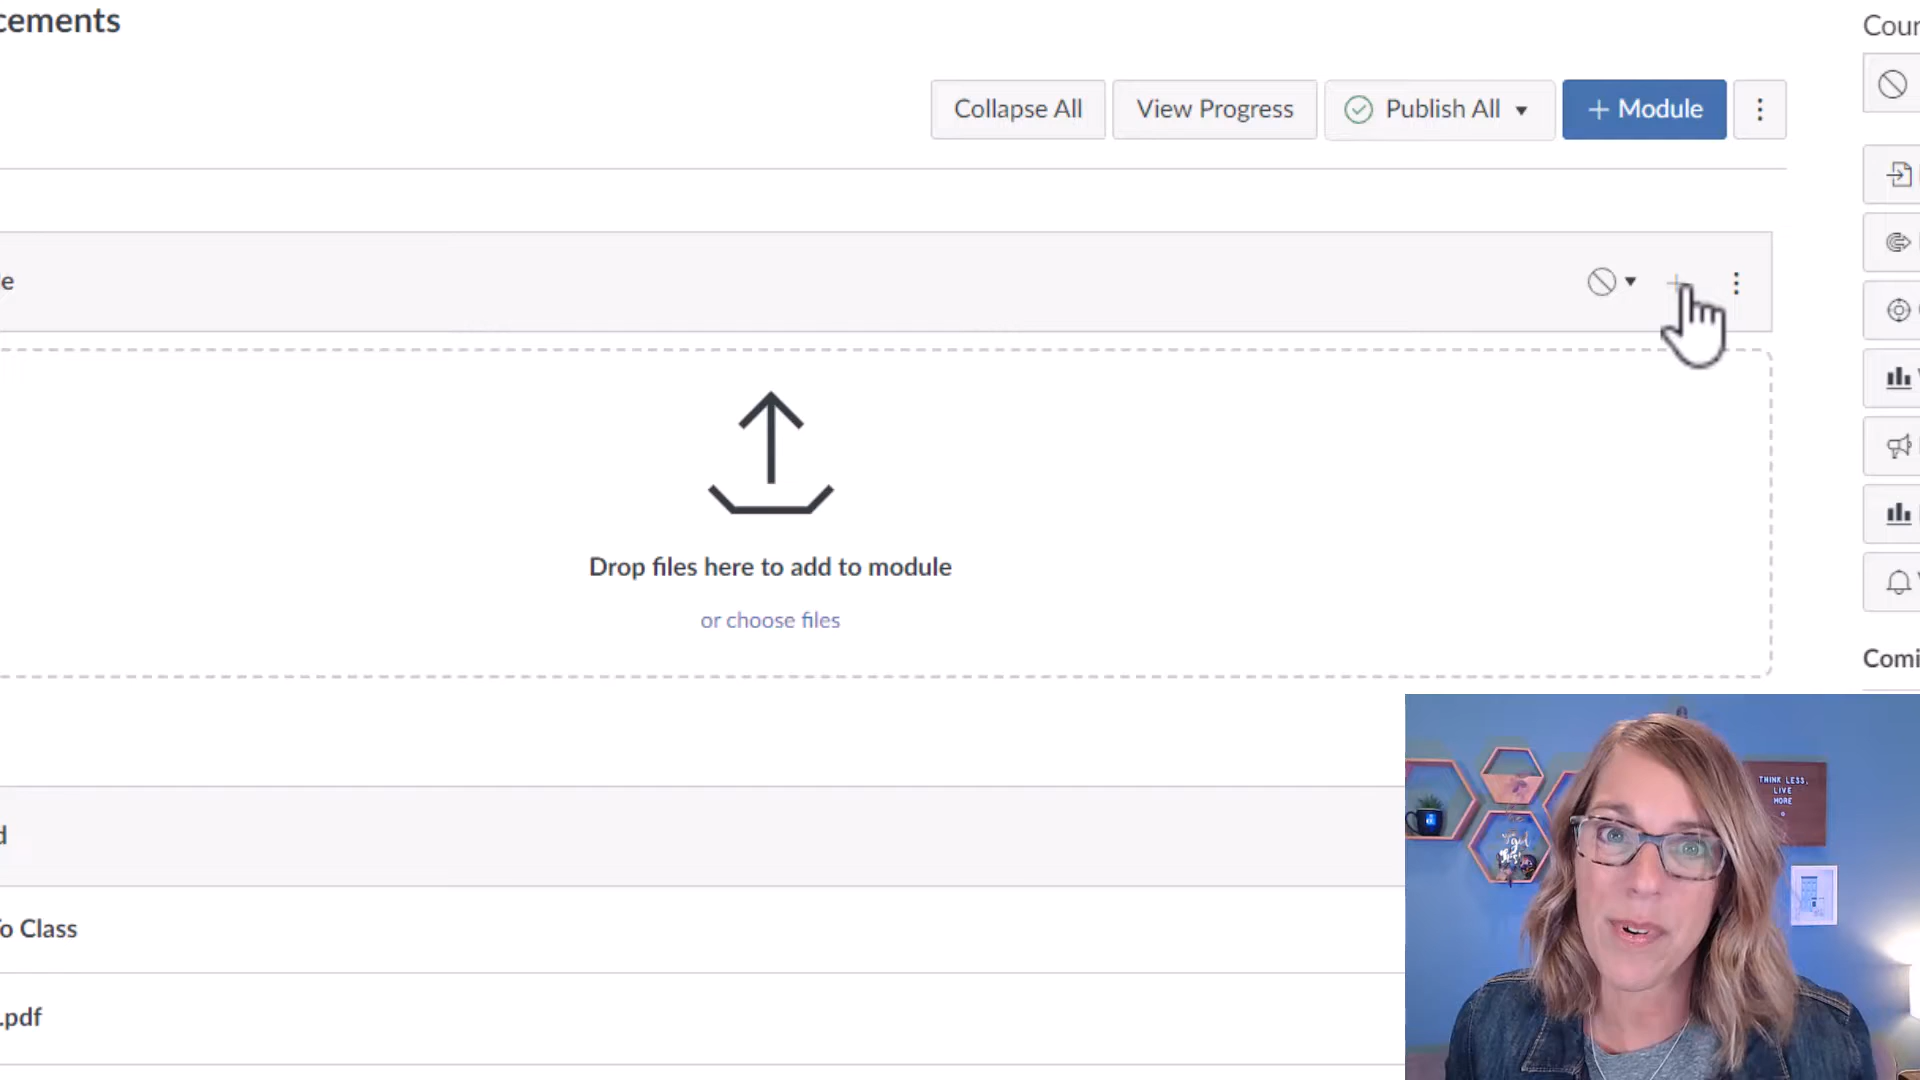 cements
Cour
Collapse All
View Progress
Publish All
+ Module
e
Drop files here to add to module
or choose files
Comi
d
To Class
.pdf
THINK LESS,
LIVE
MORE